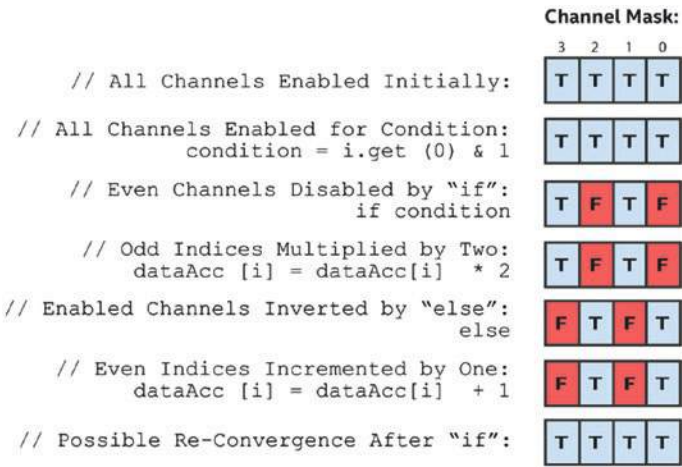 Channel Mask:
3 2 1 0
// All Channels Enabled Initially:
T T T T
// All Channels Enabled for Condition:
condition = i.get (0) & 1
T T T T
// Even Channels Disabled by "if":
if condition
T F T F
// Odd Indices Multiplied by Two:
dataAcc [i] = dataAcc[i] * 2
T F T F
// Enabled Channels Inverted by "else":
else
F T F T
// Even Indices Incremented by One:
dataAcc [i] = dataAcc[i] + 1
F T F T
// Possible Re-Convergence After "if":
T T T T